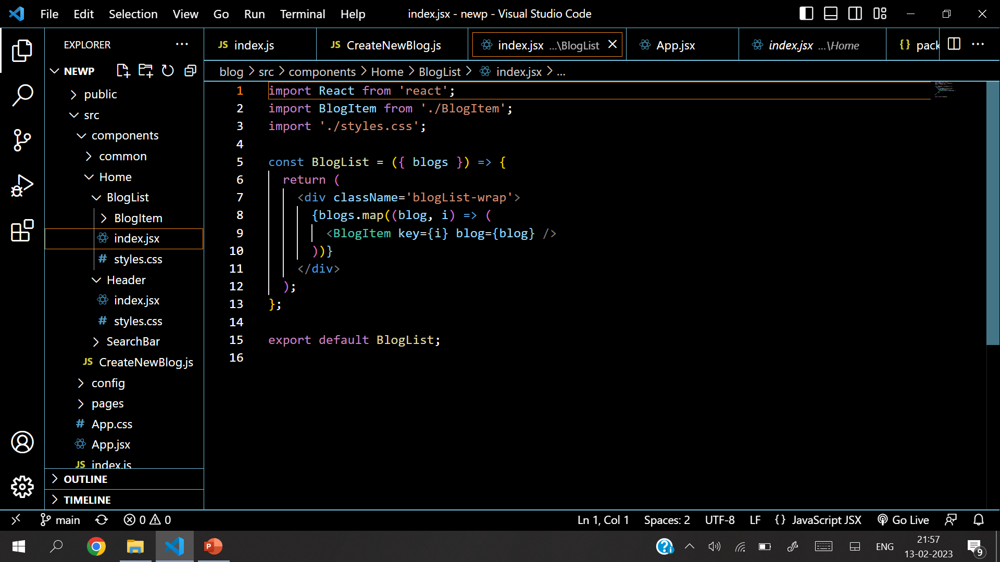 File Edit Selection View Go Run Terminal Help
index.jsx - newp - Visual Studio Code
EXPLORER
NEWP
public
src
components
common
Home
BlogList
BlogItem
index.jsx
# styles.css
Header
index.jsx
# styles.css
SearchBar
JS CreateNewBlog.js
config
pages
# App.css
App.jsx
JS index.js
OUTLINE
TIMELINE
JS index.js
JS CreateNewBlog.js
index.jsx ...\BlogList
App.jsx
index.jsx ...\Home
{} pack
blog > src > components > Home > BlogList > index.jsx > ...
1 import React from 'react';
2 import BlogItem from './BlogItem';
3 import './styles.css';
4
5 const BlogList = ({ blogs }) => {
6 return (
7 <div className='blogList-wrap'>
8 {blogs.map((blog, i) => (
9 <BlogItem key={i} blog={blog} />
10 ))}
11 </div>
12 );
13 };
14
15 export default BlogList;
16
main 0 0
Ln 1, Col 1 Spaces: 2 UTF-8 LF {} JavaScript JSX Go Live
P
ENG
21:57
13-02-2023
9